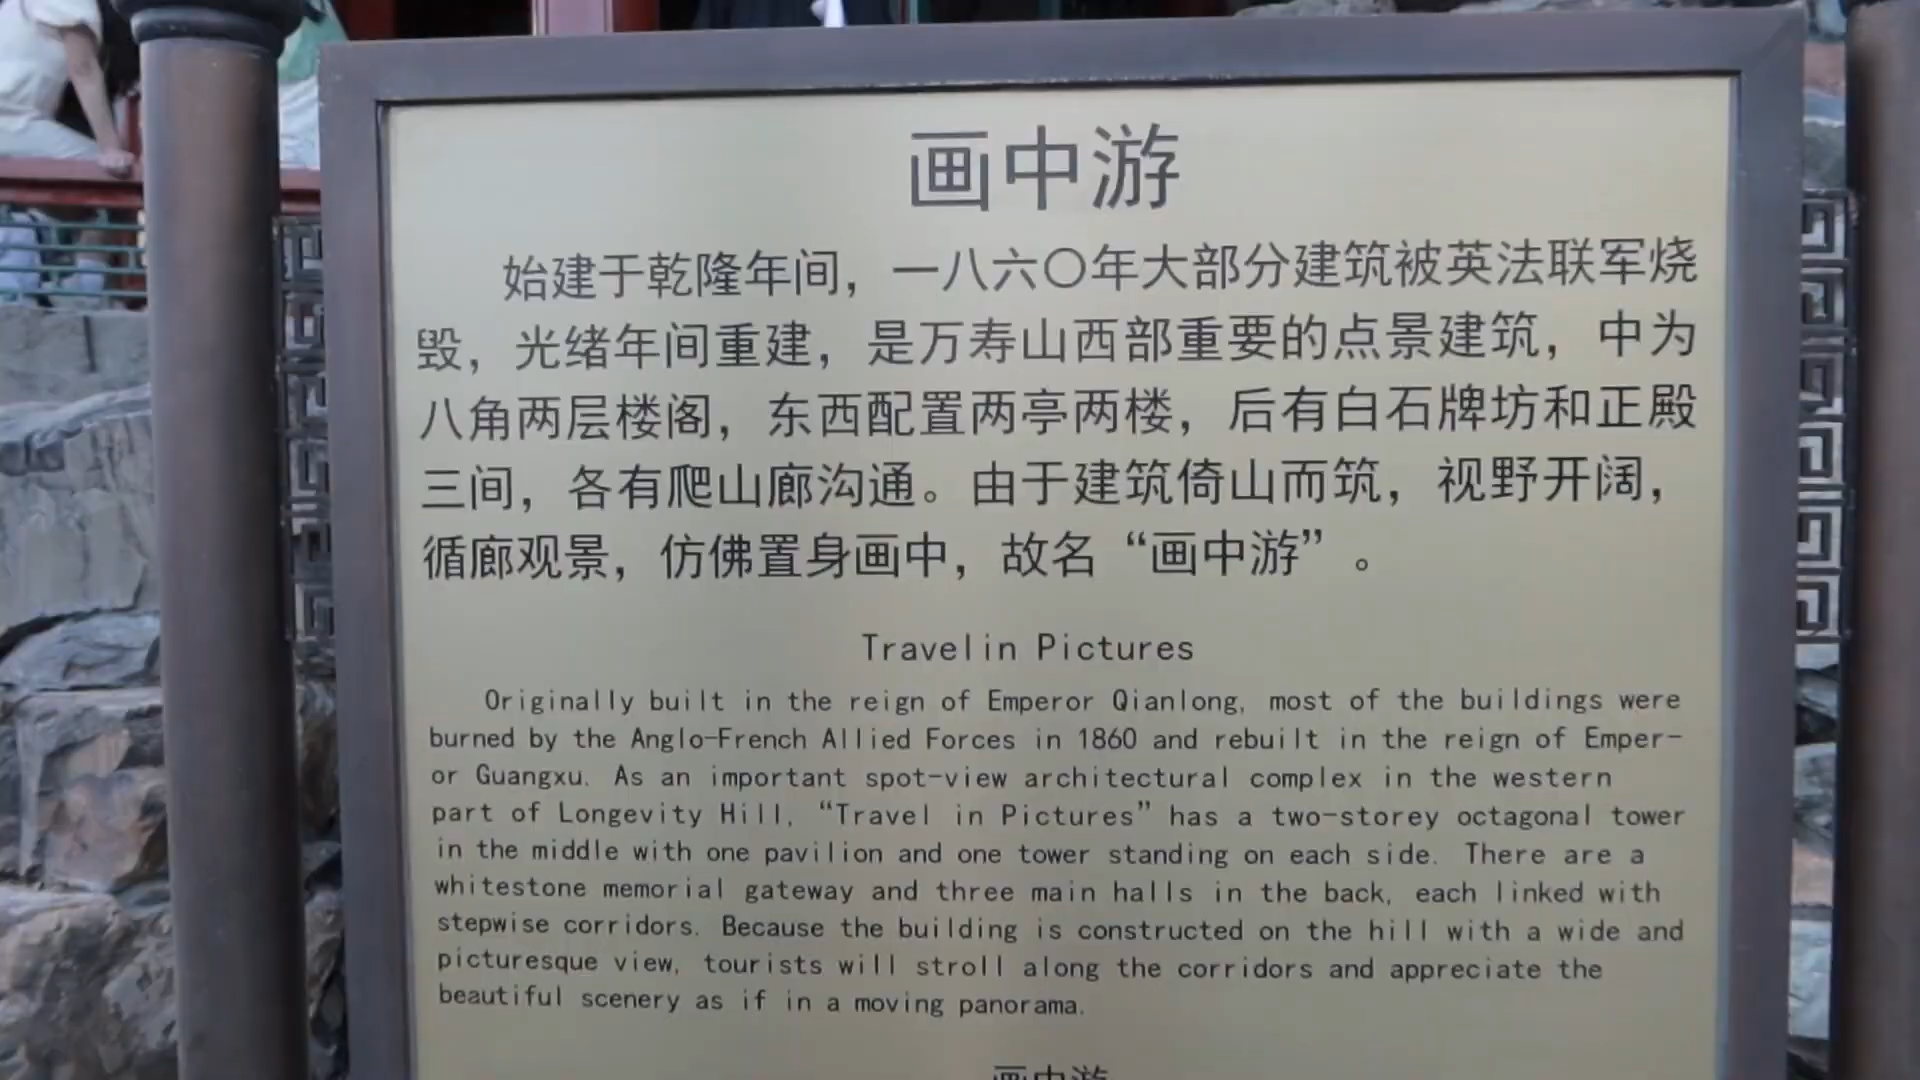 画中游
始建于乾隆年间，一八六〇年大部分建筑被英法联军烧
毁，光绪年间重建，是万寿山西部重要的点景建筑，中为
八角两层楼阁，东西配置两亭两楼，后有白石牌坊和正殿
三间，各有爬山廊沟通。由于建筑倚山而筑，视野开阔，
循廊观景，仿佛置身画中，故名“画中游”。
Travelin Pictures
Originally built in the reign of Emperor Qianlong, most of the buildings were
burned by the Anglo-French Allied Forces in 1860 and rebuilt in the reign of Emper-
or Guangxu. As an important spot-view architectural complex in the western
part of Longevity Hill, “Travel in Pictures” has a two-storey octagonal tower
in the middle with one pavilion and one tower standing on each side. There are a
whitestone memorial gateway and three main halls in the back, each linked with
stepwise corridors. Because the building is constructed on the hill with a wide and
picturesque view, tourists will stroll along the corridors and appreciate the
beautiful scenery as if in a moving panorama.
画中游